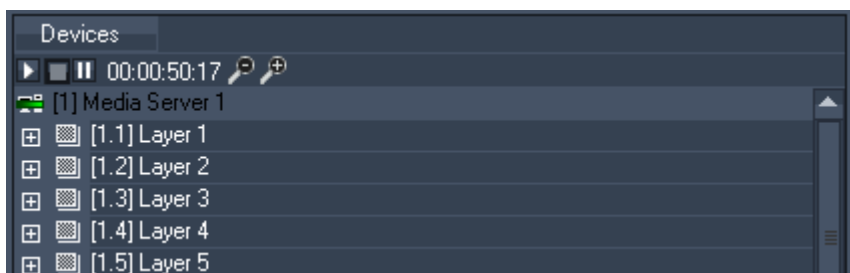 Devices
00:00:50:17
[1] Media Server 1
[1.1] Layer 1
[1.2] Layer 2
[1.3] Layer 3
[1.4] Layer 4
[1.5] Layer 5